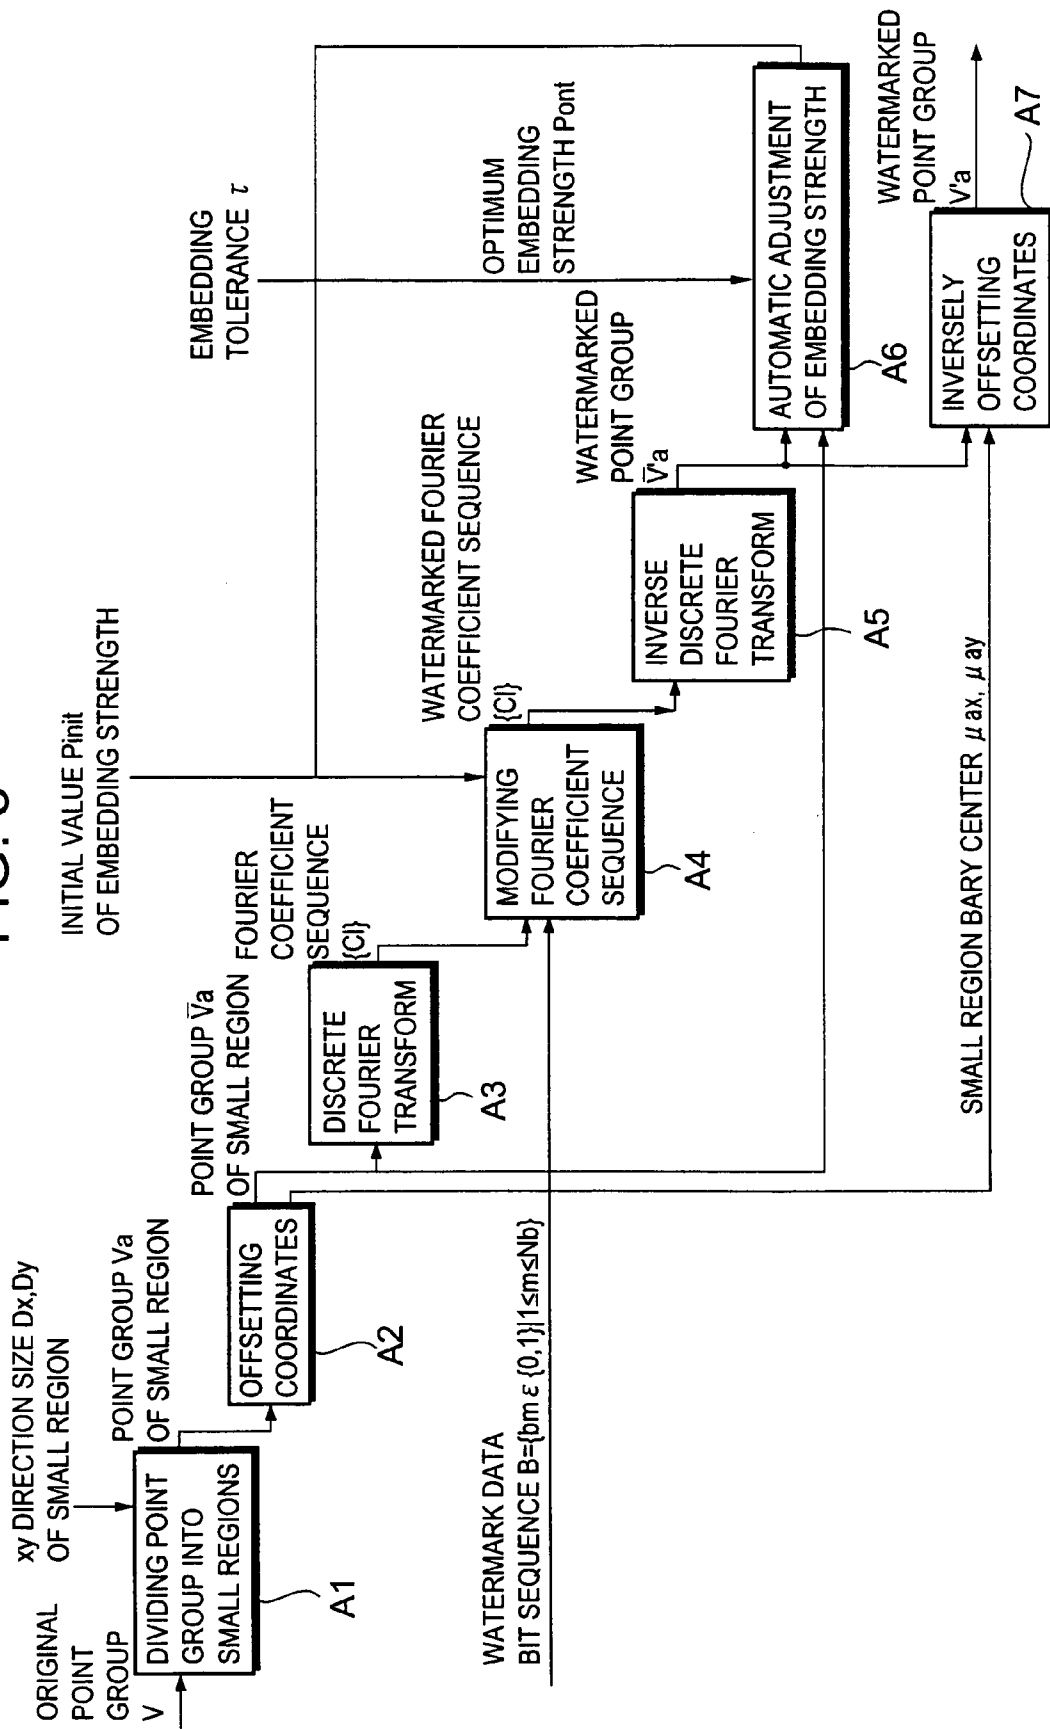 INITIAL VALUE Pinit
OF EMBEDDING STRENGTH
EMBEDDING
TOLERANCE τ
ORIGINAL
POINT
GROUP
V
xy DIRECTION SIZE Dx,Dy
OF SMALL REGION
DIVIDING POINT
GROUP INTO
SMALL REGIONS
A1
POINT GROUP Va
OF SMALL REGION
OFFSETTING
COORDINATES
A2
POINT GROUP V̄a
OF SMALL REGION
DISCRETE
FOURIER
TRANSFORM
A3
FOURIER
COEFFICIENT
SEQUENCE
{Cl}
MODIFYING
FOURIER
COEFFICIENT
SEQUENCE
A4
WATERMARKED FOURIER
COEFFICIENT SEQUENCE
{Cl}
INVERSE
DISCRETE
FOURIER
TRANSFORM
A5
WATERMARKED
POINT GROUP
V̄'a
OPTIMUM
EMBEDDING
STRENGTH Pont
AUTOMATIC ADJUSTMENT
OF EMBEDDING STRENGTH
A6
WATERMARKED
POINT GROUP
V'a
INVERSELY
OFFSETTING
COORDINATES
A7
WATERMARK DATA
BIT SEQUENCE B={bm ε {0,1}|1≤m≤Nb}
SMALL REGION BARY CENTER μ ax, μ ay